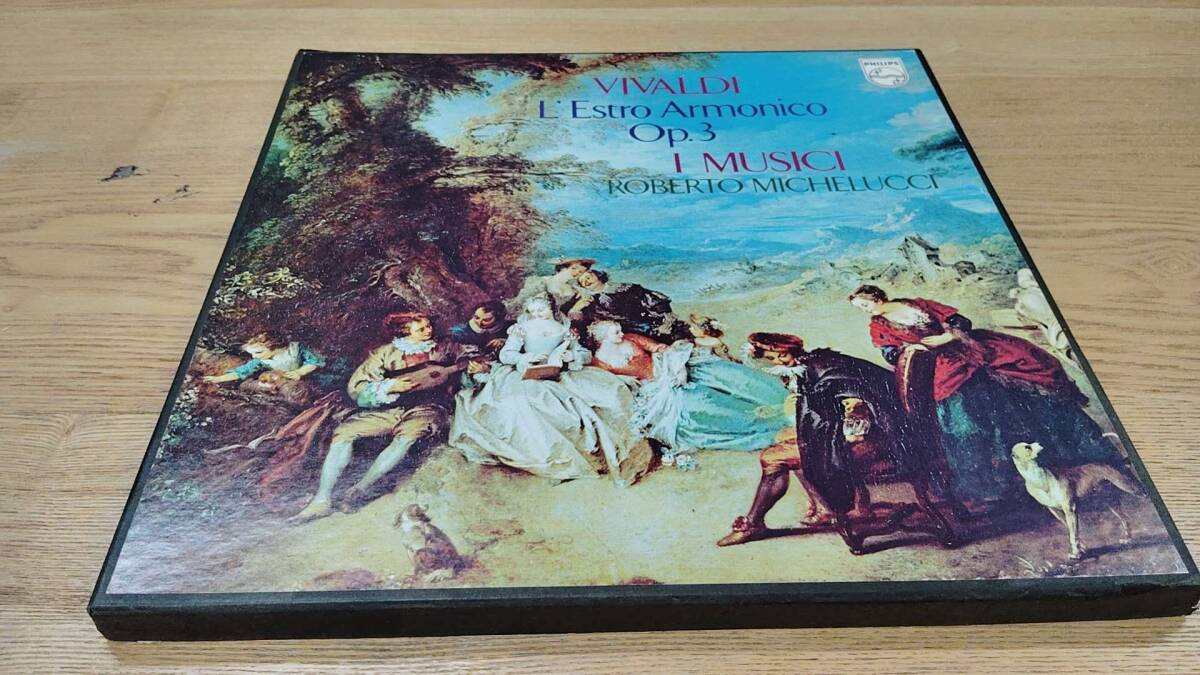 PHILIPS
VIVALDI
L'Estro Armonico
Op.3
I MUSICI
ROBERTO MICHELUCCI